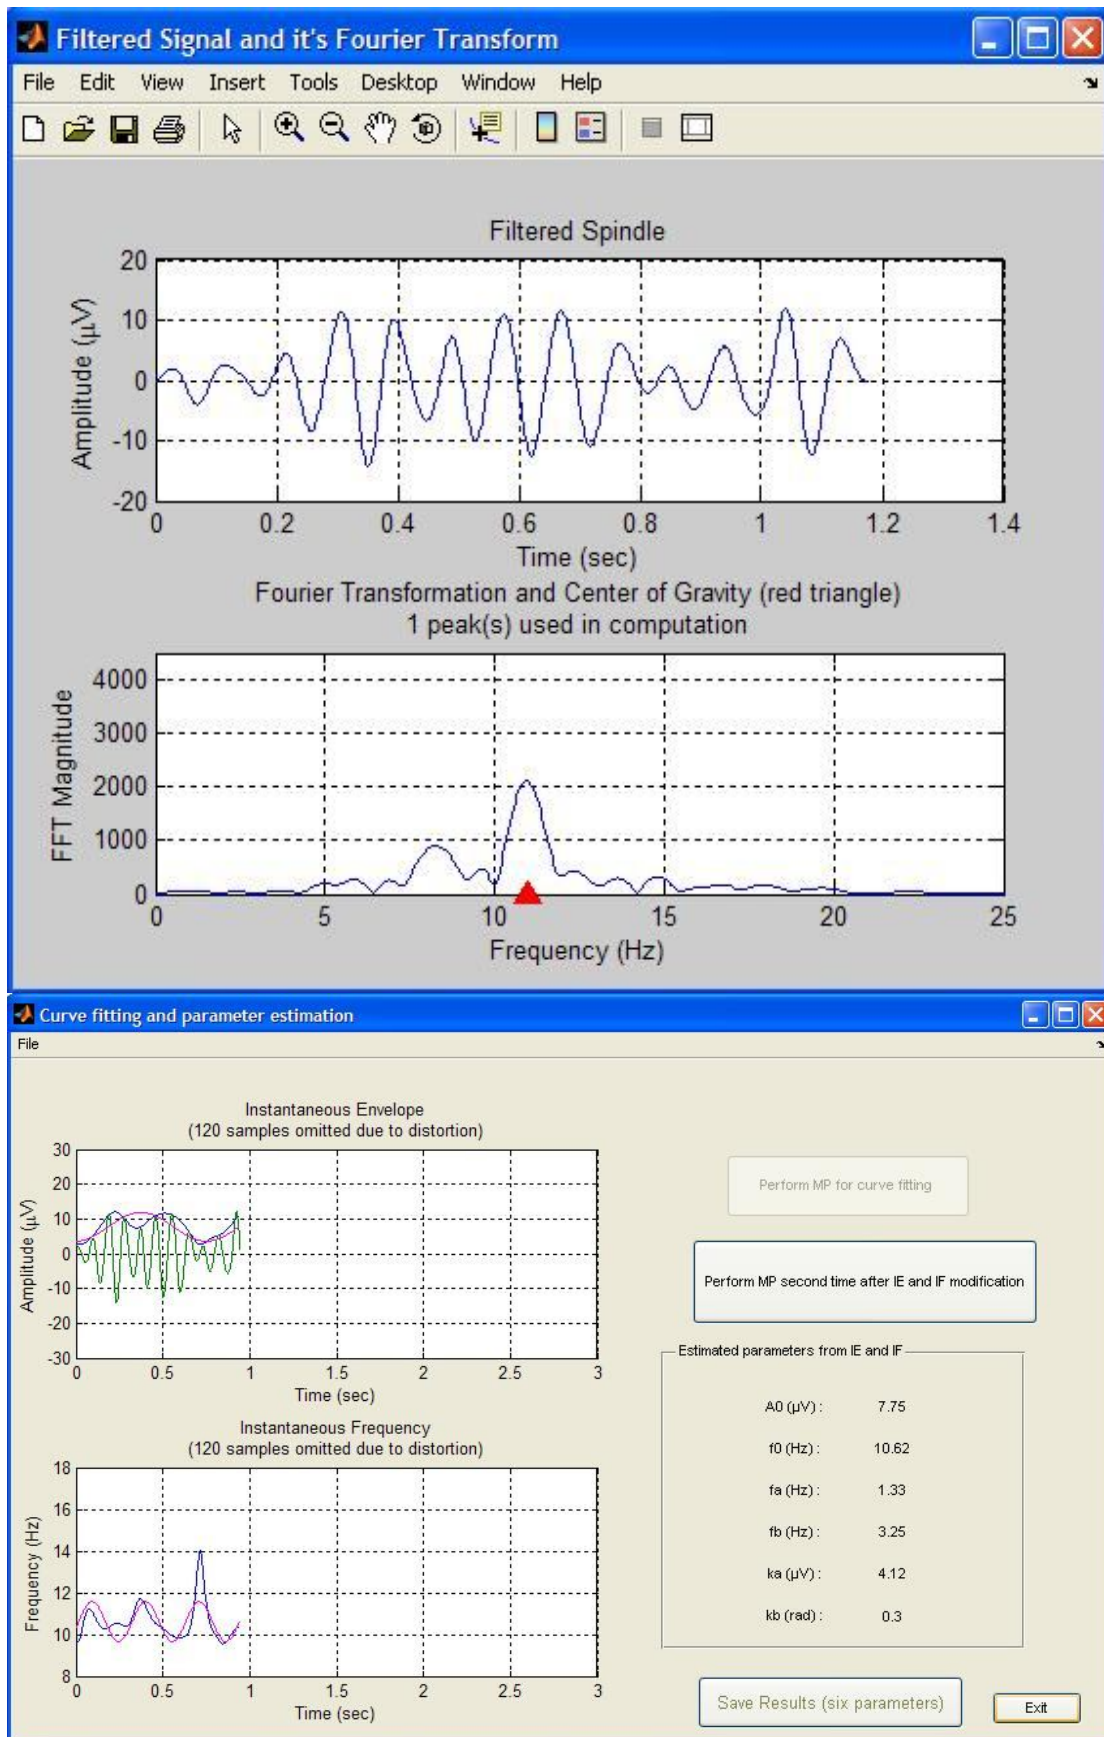 Filtered Signal and it's Fourier Transform
File Edit View Insert Tools Desktop Window Help
Filtered Spindle
Amplitude (µV)
20
10
0
-10
-20
0 0.2 0.4 0.6 0.8 1 1.2 1.4
Time (sec)
Fourier Transformation and Center of Gravity (red triangle)
1 peak(s) used in computation
FFT Magnitude
4000
3000
2000
1000
0
0 5 10 15 20 25
Frequency (Hz)
Curve fitting and parameter estimation
File
Instantaneous Envelope
(120 samples omitted due to distortion)
Amplitude (µV)
30
20
10
0
-10
-20
-30
0 0.5 1 1.5 2 2.5 3
Time (sec)
Instantaneous Frequency
(120 samples omitted due to distortion)
Frequency (Hz)
18
16
14
12
10
8
0 0.5 1 1.5 2 2.5 3
Time (sec)
Perform MP for curve fitting
Perform MP second time after IE and IF modification
Estimated parameters from IE and IF
A0 (µV) : 7.75
f0 (Hz) : 10.62
fa (Hz) : 1.33
fb (Hz) : 3.25
ka (µV) : 4.12
kb (rad) : 0.3
Save Results (six parameters)
Exit